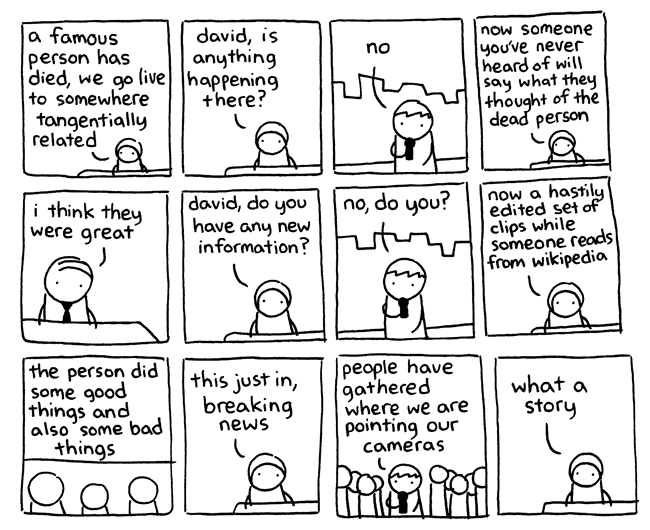 a famous
person has
died, we go live
to somewhere
tangentially
related
david, is
anything
happening
there?
no
now someone
you've never
heard of will
say what they
thought of the
dead person
i think they
were great
david, do you
have any new
information?
no, do you?
now a hastily
edited set of
clips while
someone reads
from wikipedia
the person did
some good
things and
also some bad
things
this just in,
breaking
news
people have
gathered
where we are
pointing our
cameras
what a
story